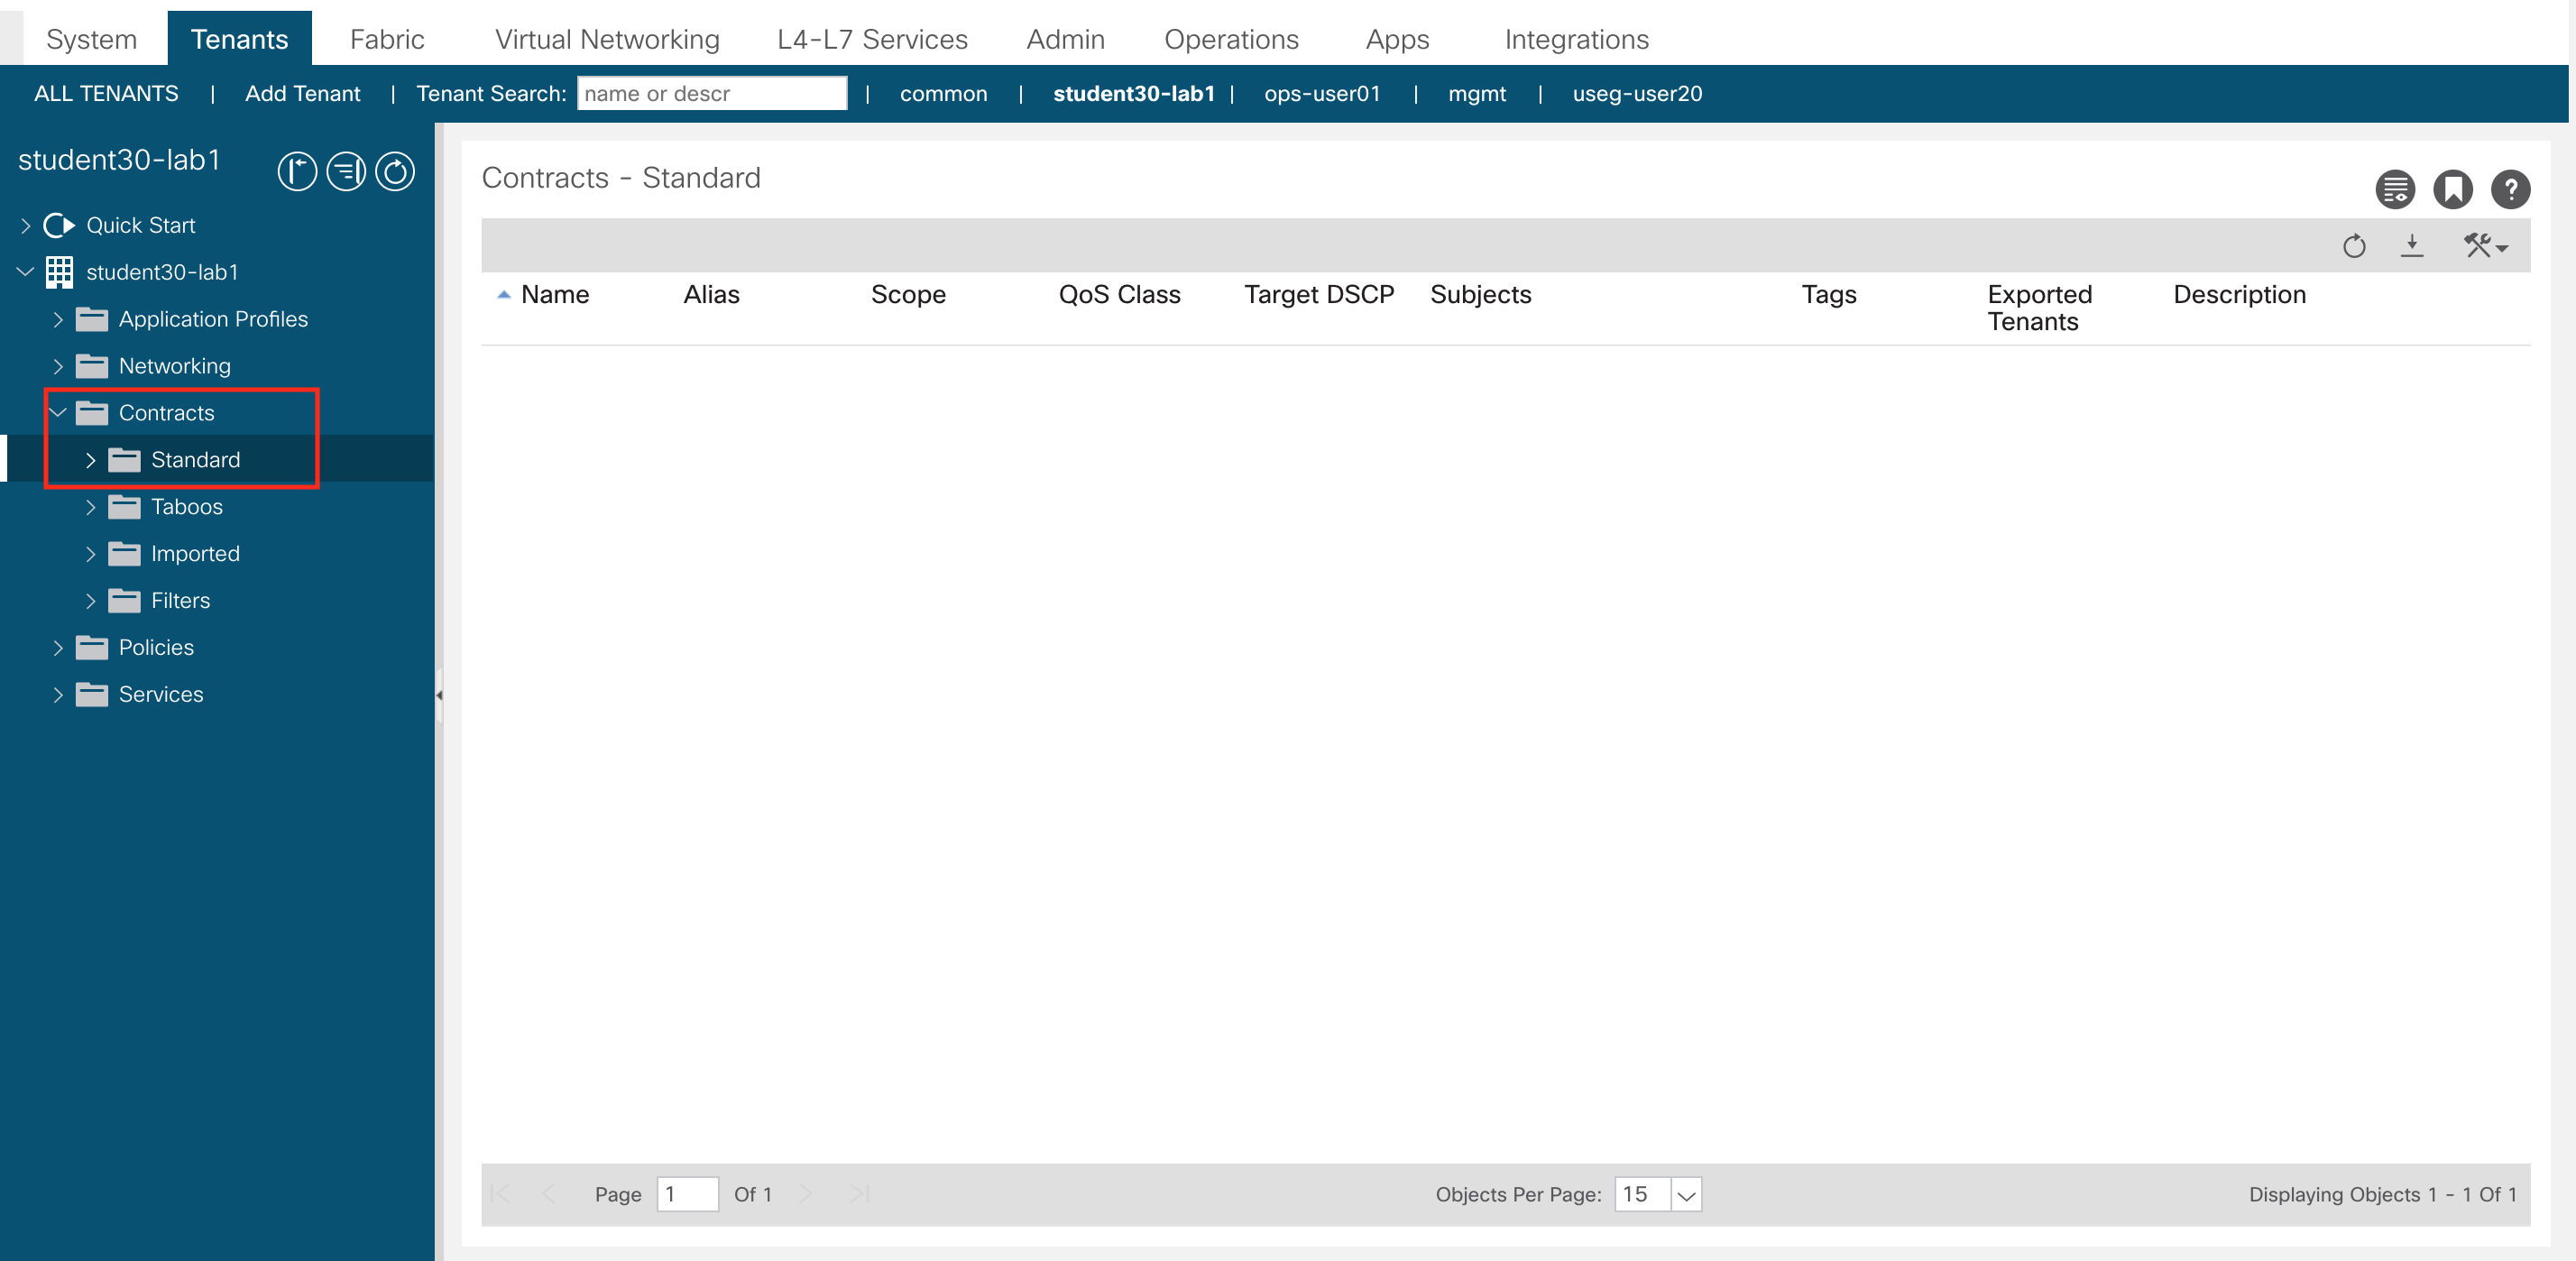 System Tenants Fabric Virtual Networking L4-L7 Services Admin Operations Apps Integrations
ALL TENANTS | Add Tenant | Tenant Search: name or descr | common | student30-lab1 | ops-user01 | mgmt | useg-user20
student30-lab1
Quick Start
student30-lab1
Application Profiles
Networking
Contracts
Standard
Taboos
Imported
Filters
Policies
Services
Contracts - Standard
?
Name Alias Scope QoS Class Target DSCP Subjects Tags Exported Tenants Description
Page 1 Of 1 Objects Per Page: 15 Displaying Objects 1 - 1 Of 1